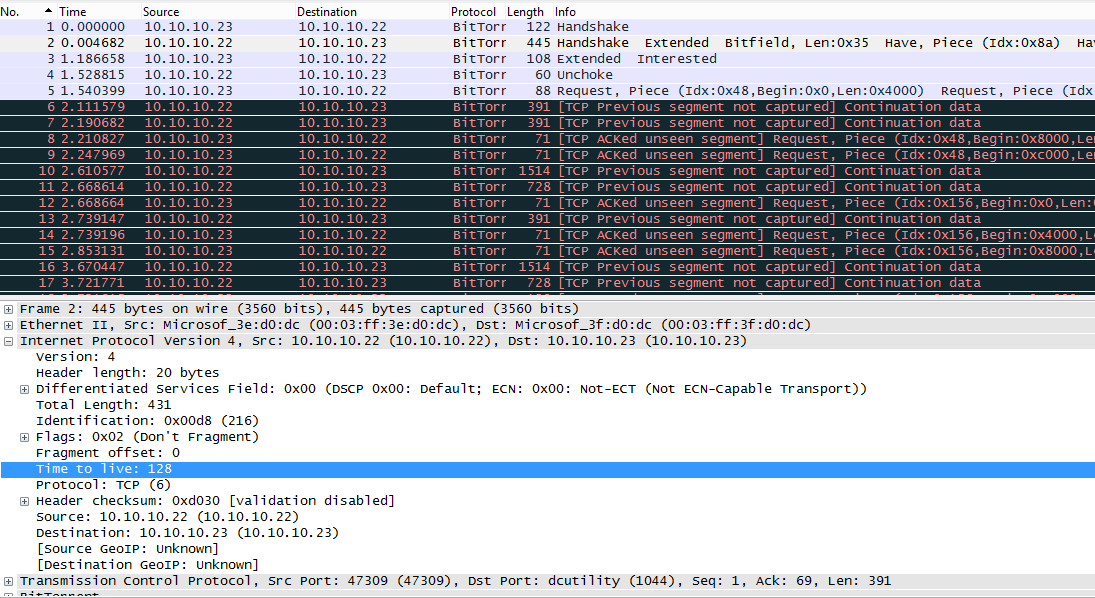 No. Time Source Destination Protocol Length Info
1 0.000000 10.10.10.23 10.10.10.22 BitTorr 122 Handshake
2 0.004682 10.10.10.22 10.10.10.23 BitTorr 445 Handshake Extended Bitfield, Len:0x35 Have, Piece (Idx:0x8a) Ha
3 1.186658 10.10.10.23 10.10.10.22 BitTorr 108 Extended Interested
4 1.528815 10.10.10.22 10.10.10.23 BitTorr 60 Unchoke
5 1.540399 10.10.10.23 10.10.10.22 BitTorr 88 Request, Piece (Idx:0x48,Begin:0x0,Len:0x4000) Request, Piece (Idx
6 2.111579 10.10.10.22 10.10.10.23 BitTorr 391 [TCP Previous segment not captured] Continuation data
7 2.190682 10.10.10.22 10.10.10.23 BitTorr 391 [TCP Previous segment not captured] Continuation data
8 2.210827 10.10.10.23 10.10.10.22 BitTorr 71 [TCP ACKed unseen segment] Request, Piece (Idx:0x48,Begin:0x8000,Le
9 2.247969 10.10.10.23 10.10.10.22 BitTorr 71 [TCP ACKed unseen segment] Request, Piece (Idx:0x48,Begin:0xc000,Le
10 2.610577 10.10.10.22 10.10.10.23 BitTorr 1514 [TCP Previous segment not captured] Continuation data
11 2.668614 10.10.10.22 10.10.10.23 BitTorr 728 [TCP Previous segment not captured] Continuation data
12 2.668664 10.10.10.23 10.10.10.22 BitTorr 71 [TCP ACKed unseen segment] Request, Piece (Idx:0x156,Begin:0x0,Len:
13 2.739147 10.10.10.22 10.10.10.23 BitTorr 391 [TCP Previous segment not captured] Continuation data
14 2.739196 10.10.10.23 10.10.10.22 BitTorr 71 [TCP ACKed unseen segment] Request, Piece (Idx:0x156,Begin:0x4000,L
15 2.853131 10.10.10.23 10.10.10.22 BitTorr 71 [TCP ACKed unseen segment] Request, Piece (Idx:0x156,Begin:0x8000,L
16 3.670447 10.10.10.22 10.10.10.23 BitTorr 1514 [TCP Previous segment not captured] Continuation data
17 3.721771 10.10.10.22 10.10.10.23 BitTorr 728 [TCP Previous segment not captured] Continuation data
Frame 2: 445 bytes on wire (3560 bits), 445 bytes captured (3560 bits)
Ethernet II, Src: Microsof_3e:d0:dc (00:03:ff:3e:d0:dc), Dst: Microsof_3f:d0:dc (00:03:ff:3f:d0:dc)
Internet Protocol Version 4, Src: 10.10.10.22 (10.10.10.22), Dst: 10.10.10.23 (10.10.10.23)
Version: 4
Header length: 20 bytes
Differentiated Services Field: 0x00 (DSCP 0x00: Default; ECN: 0x00: Not-ECT (Not ECN-Capable Transport))
Total Length: 431
Identification: 0x00d8 (216)
Flags: 0x02 (Don't Fragment)
Fragment offset: 0
Time to live: 128
Protocol: TCP (6)
Header checksum: 0xd030 [validation disabled]
Source: 10.10.10.22 (10.10.10.22)
Destination: 10.10.10.23 (10.10.10.23)
[Source GeoIP: Unknown]
[Destination GeoIP: Unknown]
Transmission Control Protocol, Src Port: 47309 (47309), Dst Port: dcutility (1044), Seq: 1, Ack: 69, Len: 391
BitTorrent